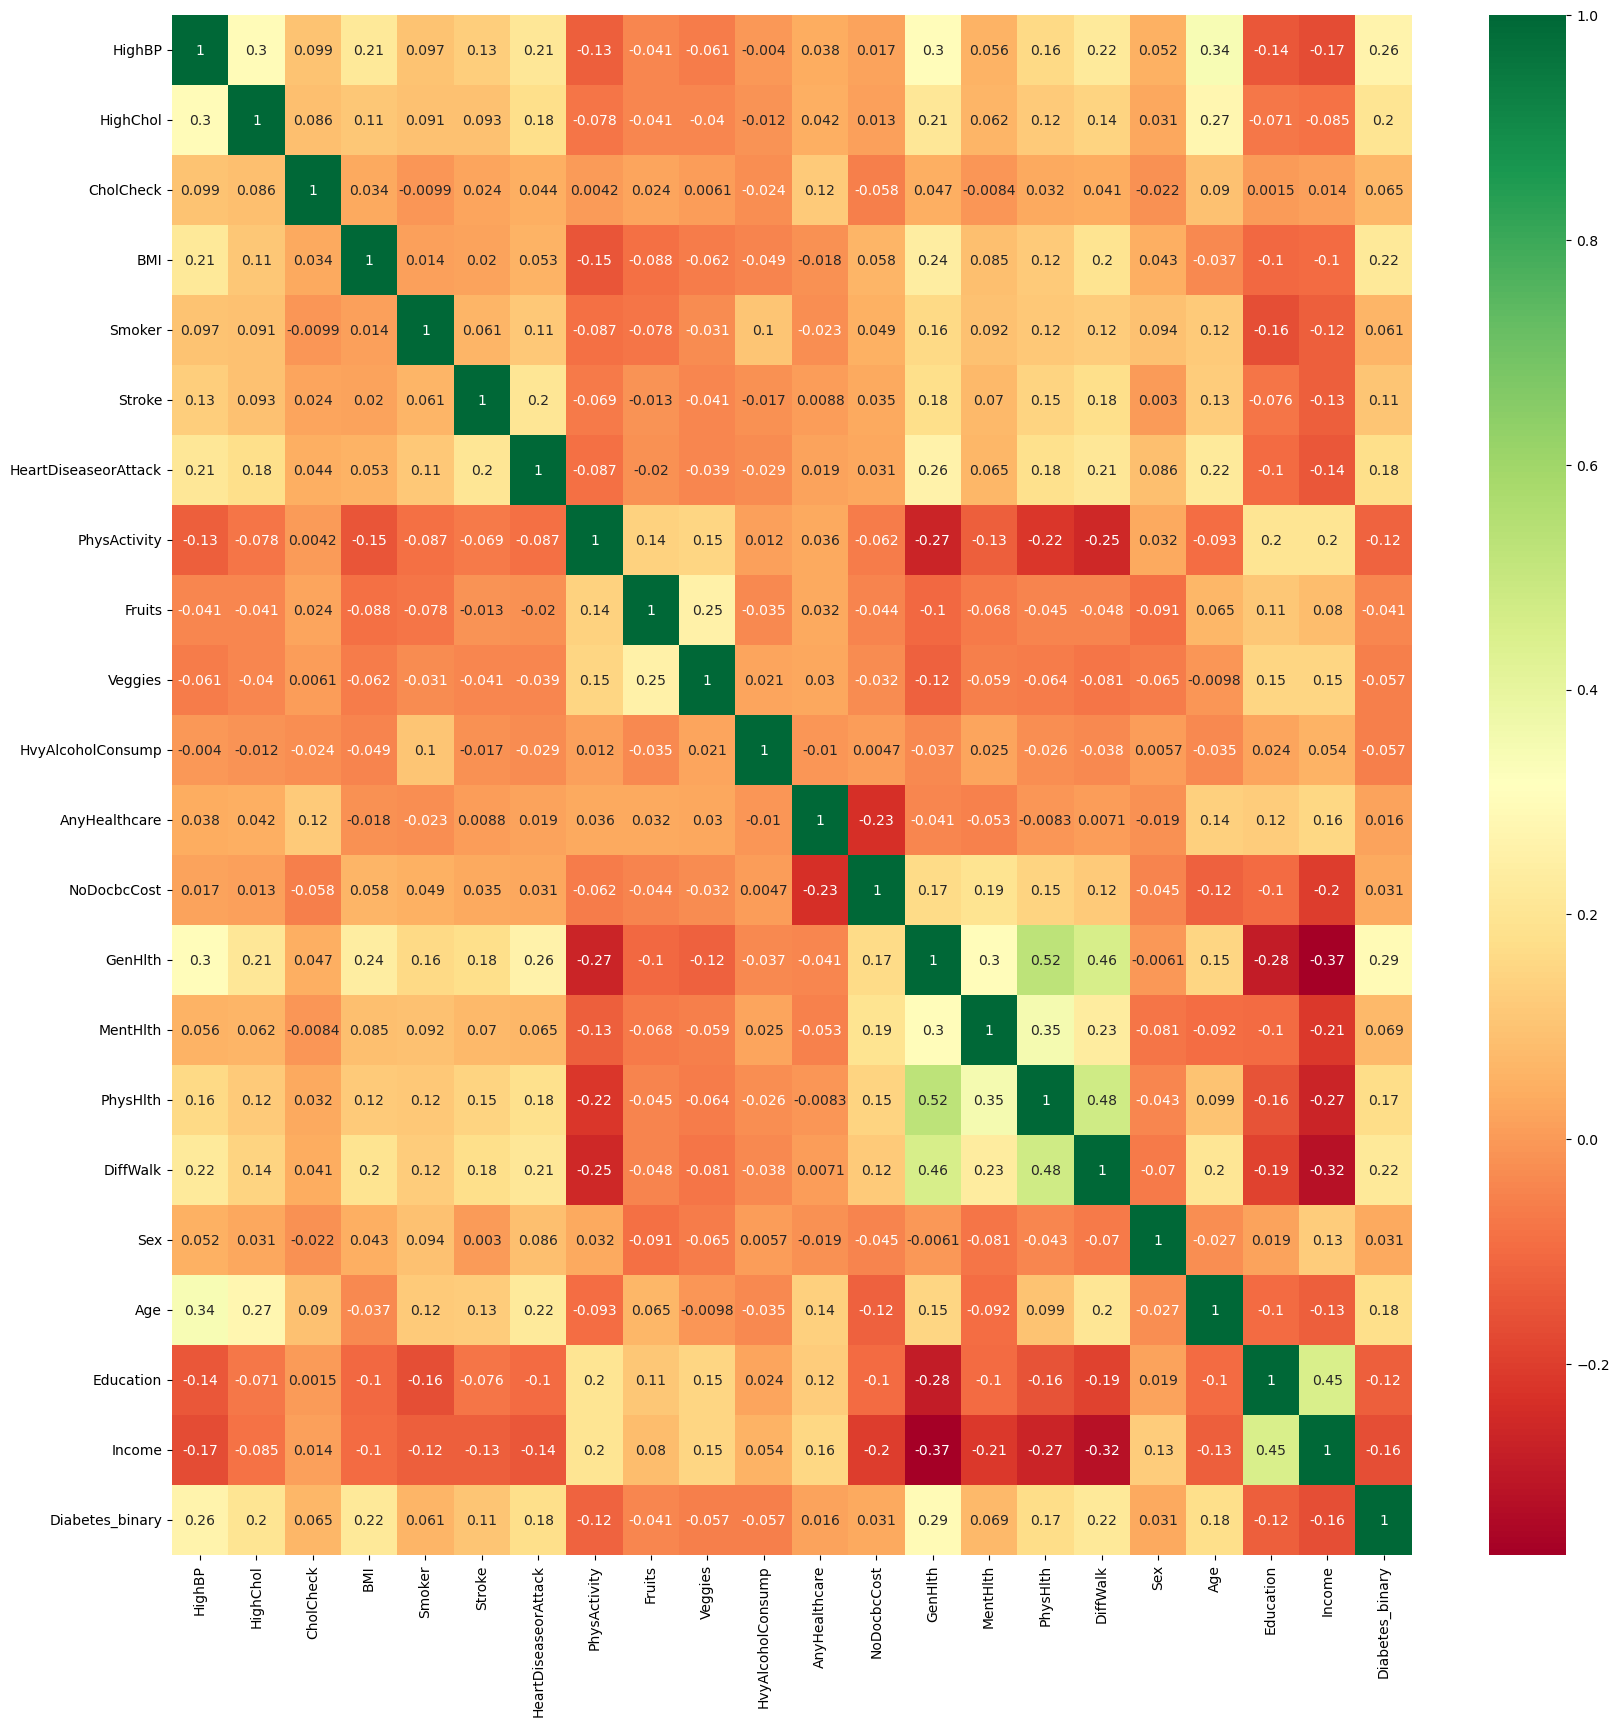 HighBP 1 0.3 0.099 0.21 0.097 0.13 0.21 -0.13 -0.041 -0.061 -0.004 0.038 0.017 0.3 0.056 0.16 0.22 0.052 0.34 -0.14 -0.17 0.26
HighChol 0.3 1 0.086 0.11 0.091 0.093 0.18 -0.078 -0.041 -0.04 -0.012 0.042 0.013 0.21 0.062 0.12 0.14 0.031 0.27 -0.071 -0.085 0.2
CholCheck 0.099 0.086 1 0.034 -0.0099 0.024 0.044 0.0042 0.024 0.0061 -0.024 0.12 -0.058 0.047 -0.0084 0.032 0.041 -0.022 0.09 0.0015 0.014 0.065
BMI 0.21 0.11 0.034 1 0.014 0.02 0.053 -0.15 -0.088 -0.062 -0.049 -0.018 0.058 0.24 0.085 0.12 0.2 0.043 -0.037 -0.1 -0.1 0.22
Smoker 0.097 0.091 -0.0099 0.014 1 0.061 0.11 -0.087 -0.078 -0.031 0.1 -0.023 0.049 0.16 0.092 0.12 0.12 0.094 0.12 -0.16 -0.12 0.061
Stroke 0.13 0.093 0.024 0.02 0.061 1 0.2 -0.069 -0.013 -0.041 -0.017 0.0088 0.035 0.18 0.07 0.15 0.18 0.003 0.13 -0.076 -0.13 0.11
HeartDiseaseorAttack 0.21 0.18 0.044 0.053 0.11 0.2 1 -0.087 -0.02 -0.039 -0.029 0.019 0.031 0.26 0.065 0.18 0.21 0.086 0.22 -0.1 -0.14 0.18
PhysActivity -0.13 -0.078 0.0042 -0.15 -0.087 -0.069 -0.087 1 0.14 0.15 0.012 0.036 -0.062 -0.27 -0.13 -0.22 -0.25 0.032 -0.093 0.2 0.2 -0.12
Fruits -0.041 -0.041 0.024 -0.088 -0.078 -0.013 -0.02 0.14 1 0.25 -0.035 0.032 -0.044 -0.1 -0.068 -0.045 -0.048 -0.091 0.065 0.11 0.08 -0.041
Veggies -0.061 -0.04 0.0061 -0.062 -0.031 -0.041 -0.039 0.15 0.25 1 0.021 0.03 -0.032 -0.12 -0.059 -0.064 -0.081 -0.065 -0.0098 0.15 0.15 -0.057
HvyAlcoholConsump -0.004 -0.012 -0.024 -0.049 0.1 -0.017 -0.029 0.012 -0.035 0.021 1 -0.01 0.0047 -0.037 0.025 -0.026 -0.038 0.0057 -0.035 0.024 0.054 -0.057
AnyHealthcare 0.038 0.042 0.12 -0.018 -0.023 0.0088 0.019 0.036 0.032 0.03 -0.01 1 -0.23 -0.041 -0.053 -0.0083 0.0071 -0.019 0.14 0.12 0.16 0.016
NoDocbcCost 0.017 0.013 -0.058 0.058 0.049 0.035 0.031 -0.062 -0.044 -0.032 0.0047 -0.23 1 0.17 0.19 0.15 0.12 -0.045 -0.12 -0.1 -0.2 0.031
GenHlth 0.3 0.21 0.047 0.24 0.16 0.18 0.26 -0.27 -0.1 -0.12 -0.037 -0.041 0.17 1 0.3 0.52 0.46 -0.0061 0.15 -0.28 -0.37 0.29
MentHlth 0.056 0.062 -0.0084 0.085 0.092 0.07 0.065 -0.13 -0.068 -0.059 0.025 -0.053 0.19 0.3 1 0.35 0.23 -0.081 -0.092 -0.1 -0.21 0.069
PhysHlth 0.16 0.12 0.032 0.12 0.12 0.15 0.18 -0.22 -0.045 -0.064 -0.026 -0.0083 0.15 0.52 0.35 1 0.48 -0.043 0.099 -0.16 -0.27 0.17
DiffWalk 0.22 0.14 0.041 0.2 0.12 0.18 0.21 -0.25 -0.048 -0.081 -0.038 0.0071 0.12 0.46 0.23 0.48 1 -0.07 0.2 -0.19 -0.32 0.22
Sex 0.052 0.031 -0.022 0.043 0.094 0.003 0.086 0.032 -0.091 -0.065 0.0057 -0.019 -0.045 -0.0061 -0.081 -0.043 -0.07 1 -0.027 0.019 0.13 0.031
Age 0.34 0.27 0.09 -0.037 0.12 0.13 0.22 -0.093 0.065 -0.0098 -0.035 0.14 -0.12 0.15 -0.092 0.099 0.2 -0.027 1 -0.1 -0.13 0.18
Education -0.14 -0.071 0.0015 -0.1 -0.16 -0.076 -0.1 0.2 0.11 0.15 0.024 0.12 -0.1 -0.28 -0.1 -0.16 -0.19 0.019 -0.1 1 0.45 -0.12
Income -0.17 -0.085 0.014 -0.1 -0.12 -0.13 -0.14 0.2 0.08 0.15 0.054 0.16 -0.2 -0.37 -0.21 -0.27 -0.32 0.13 -0.13 0.45 1 -0.16
Diabetes_binary 0.26 0.2 0.065 0.22 0.061 0.11 0.18 -0.12 -0.041 -0.057 -0.057 0.016 0.031 0.29 0.069 0.17 0.22 0.031 0.18 -0.12 -0.16 1
HighBP
HighChol
CholCheck
BMI
Smoker
Stroke
HeartDiseaseorAttack
PhysActivity
Fruits
Veggies
HvyAlcoholConsump
AnyHealthcare
NoDocbcCost
GenHlth
MentHlth
PhysHlth
DiffWalk
Sex
Age
Education
Income
Diabetes_binary
1.0
0.8
0.6
0.4
0.2
0.0
−0.2